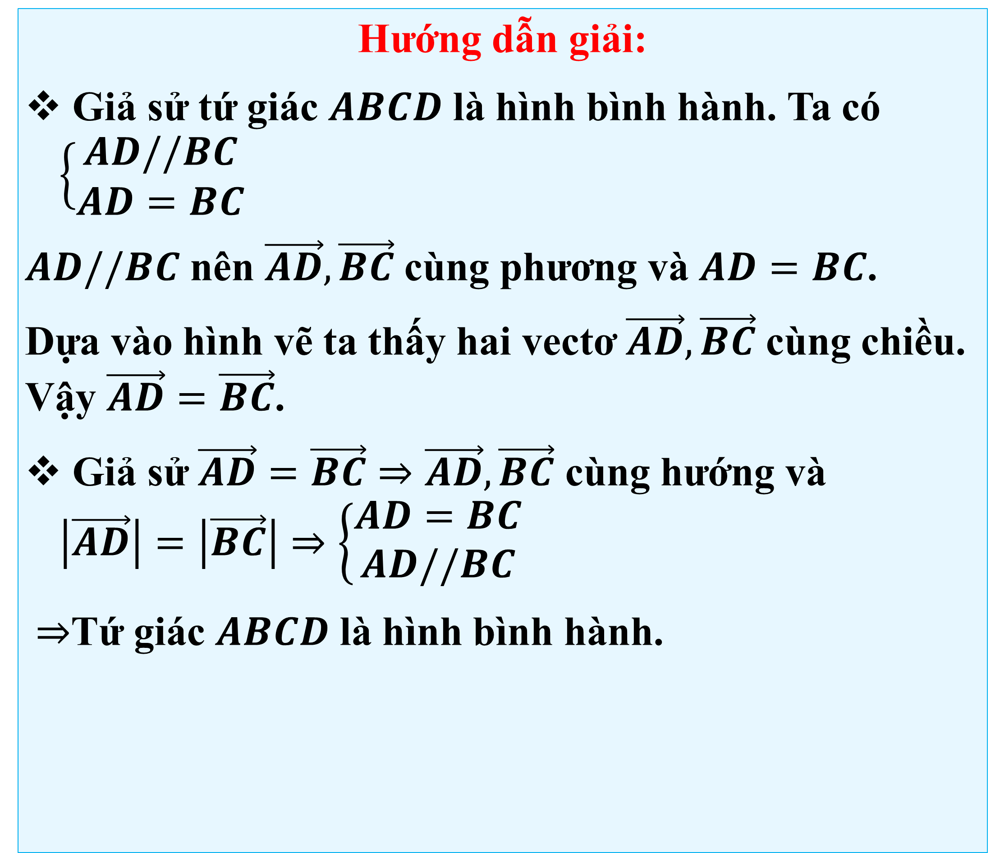 Hướng dẫn giải:
❖ Giả sử tứ giác $ABCD$ là hình bình hành. Ta có
$\begin{cases} AD//BC \\ AD = BC \end{cases}$
$AD//BC$ nên $\overrightarrow{AD}, \overrightarrow{BC}$ cùng phương và $AD = BC$.
Dựa vào hình vẽ ta thấy hai vectơ $\overrightarrow{AD}, \overrightarrow{BC}$ cùng chiều.
Vậy $\overrightarrow{AD} = \overrightarrow{BC}$.
❖ Giả sử $\overrightarrow{AD} = \overrightarrow{BC} \Rightarrow \overrightarrow{AD}, \overrightarrow{BC}$ cùng hướng và
$|\overrightarrow{AD}| = |\overrightarrow{BC}| \Rightarrow \begin{cases} AD = BC \\ AD//BC \end{cases}$
$\Rightarrow$Tứ giác $ABCD$ là hình bình hành.